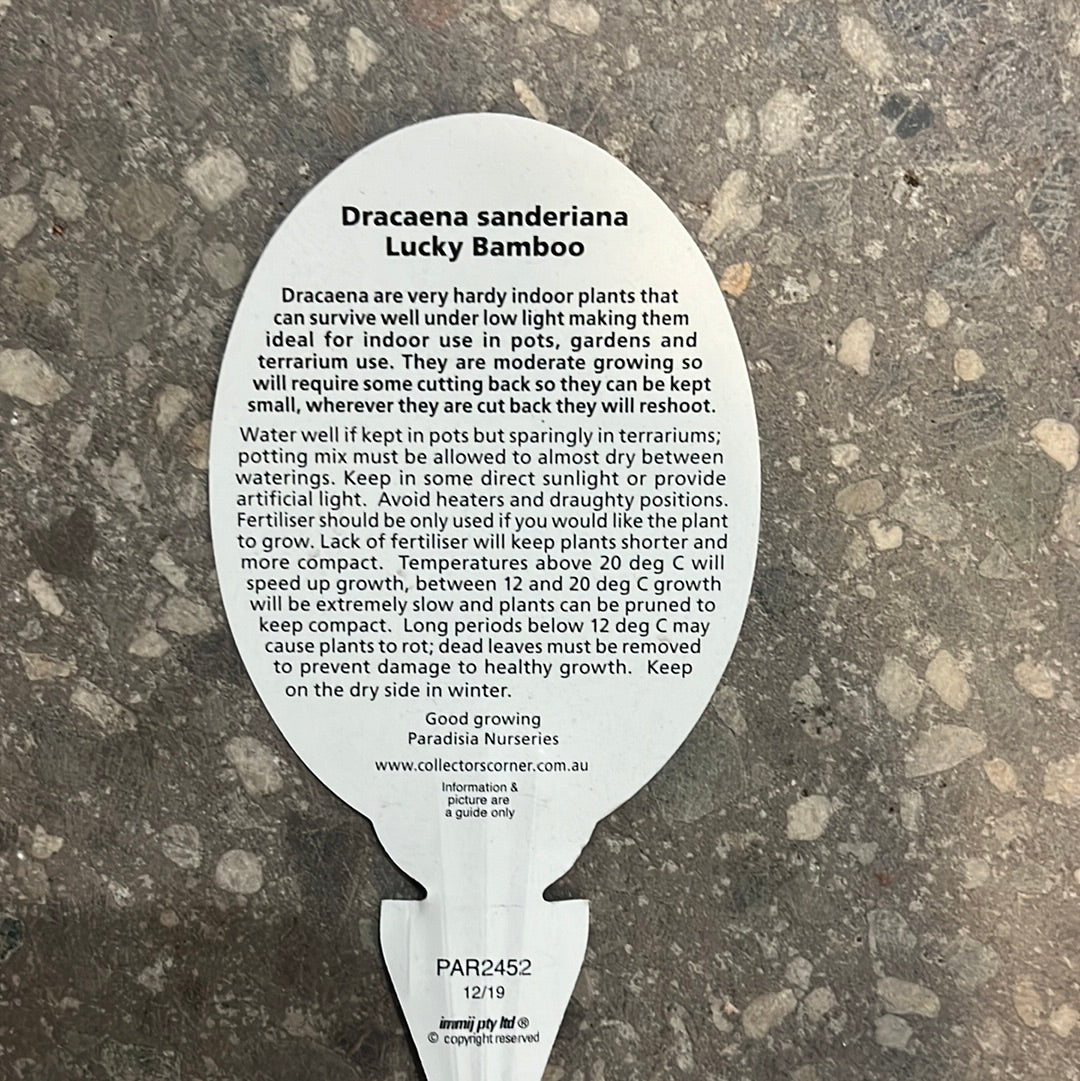 Dracaena sanderiana
Lucky Bamboo
Dracaena are very hardy indoor plants that
can survive well under low light making them
ideal for indoor use in pots, gardens and
terrarium use. They are moderate growing so
will require some cutting back so they can be kept
small, wherever they are cut back they will reshoot.
Water well if kept in pots but sparingly in terrariums;
potting mix must be allowed to almost dry between
waterings. Keep in some direct sunlight or provide
artificial light. Avoid heaters and draughty positions.
Fertiliser should be only used if you would like the plant
to grow. Lack of fertiliser will keep plants shorter and
more compact. Temperatures above 20 deg C will
speed up growth, between 12 and 20 deg C growth
will be extremely slow and plants can be pruned to
keep compact. Long periods below 12 deg C may
cause plants to rot; dead leaves must be removed
to prevent damage to healthy growth. Keep
on the dry side in winter.
Good growing
Paradisia Nurseries
www.collectorscorner.com.au
Information &
picture are
a guide only
PAR2452
12/19
immij pty ltd ®
© copyright reserved